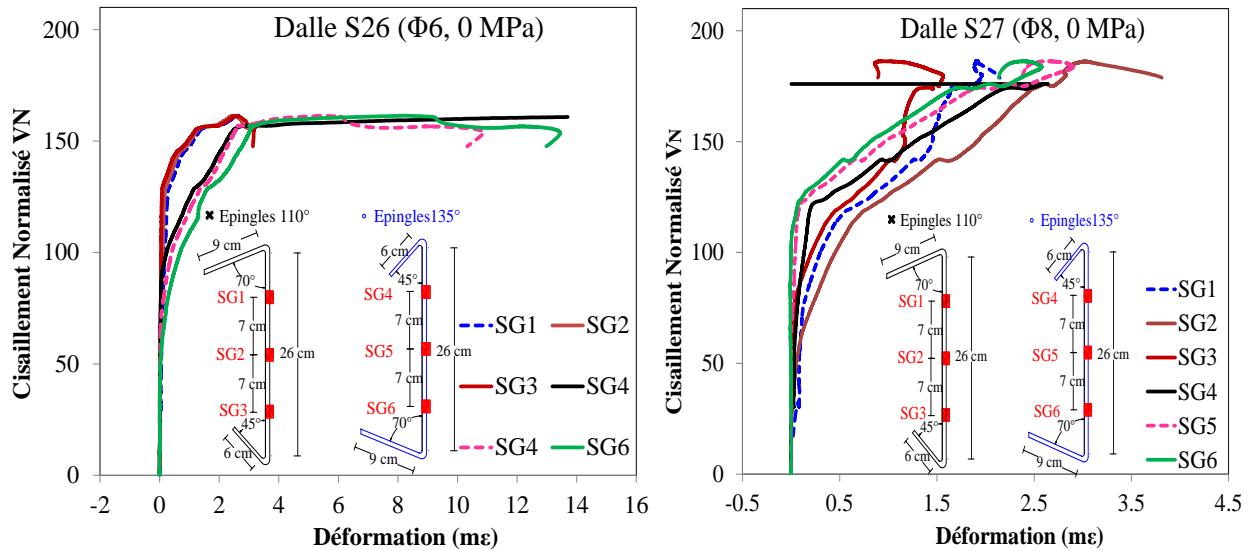 Dalle S26 (Φ6, 0 MPa)
Cisaillement Normalisé VN
200
150
100
50
0
Epingles 110°
9 cm
70°
SG1
7 cm
SG2
26 cm
7 cm
SG3
45°
6 cm
Epingles135°
6 cm
45°
SG4
7 cm
SG5
26 cm
7 cm
SG6
70°
9 cm
SG1
SG2
SG3
SG4
SG4
SG6
-2 0 2 4 6 8 10 12 14 16
Déformation (mε)
Dalle S27 (Φ8, 0 MPa)
Cisaillement Normalisé VN
200
150
100
50
0
Epingles 110°
9 cm
70°
SG1
7 cm
SG2
26 cm
7 cm
SG3
45°
6 cm
Epingles135°
6 cm
45°
SG4
7 cm
SG5
26 cm
7 cm
SG6
70°
9 cm
SG1
SG2
SG3
SG4
SG5
SG6
-0.5 0.5 1.5 2.5 3.5 4.5
Déformation (mε)